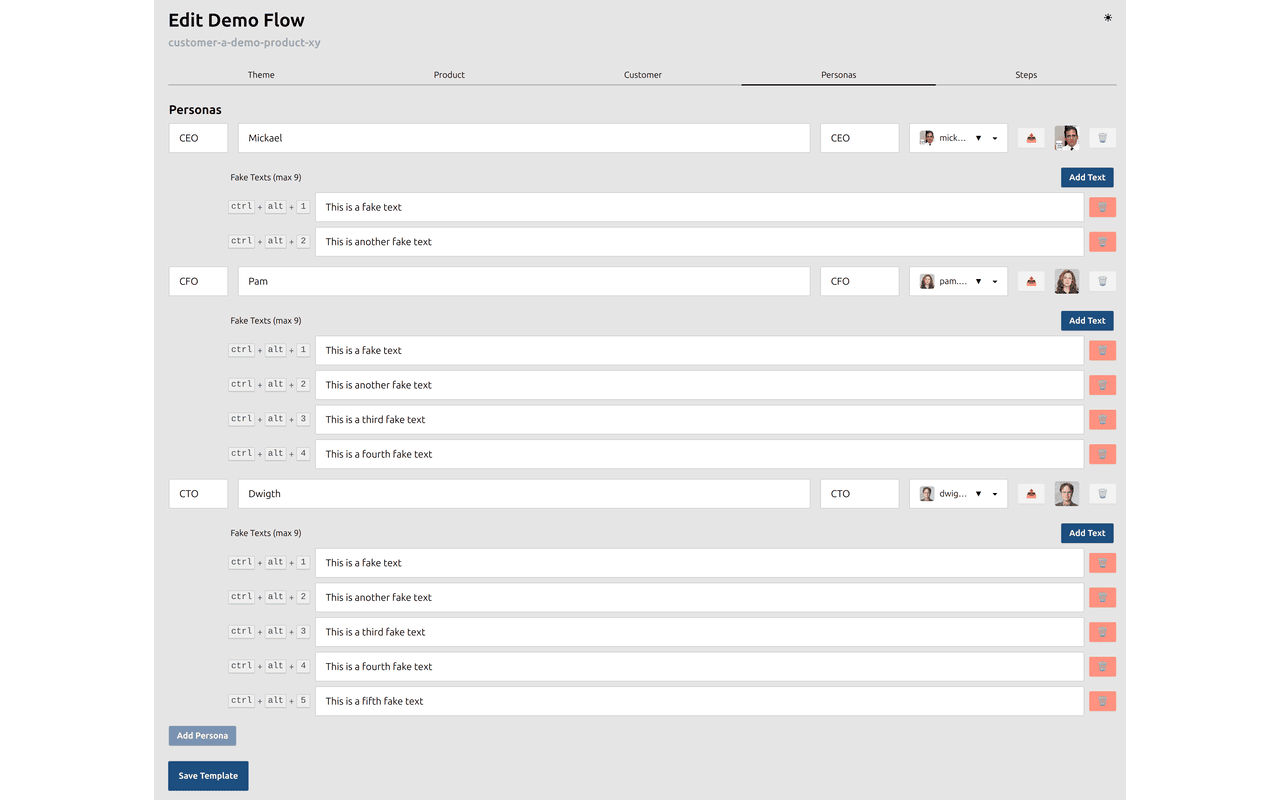 Edit Demo Flow
customer-a-demo-product-xy
Theme Product Customer Personas Steps
Personas
CEO Mickael CEO mick...
Fake Texts (max 9) Add Text
ctrl + alt + 1 This is a fake text
ctrl + alt + 2 This is another fake text
CFO Pam CFO pam....
Fake Texts (max 9) Add Text
ctrl + alt + 1 This is a fake text
ctrl + alt + 2 This is another fake text
ctrl + alt + 3 This is a third fake text
ctrl + alt + 4 This is a fourth fake text
CTO Dwigth CTO dwig...
Fake Texts (max 9) Add Text
ctrl + alt + 1 This is a fake text
ctrl + alt + 2 This is another fake text
ctrl + alt + 3 This is a third fake text
ctrl + alt + 4 This is a fourth fake text
ctrl + alt + 5 This is a fifth fake text
Add Persona
Save Template